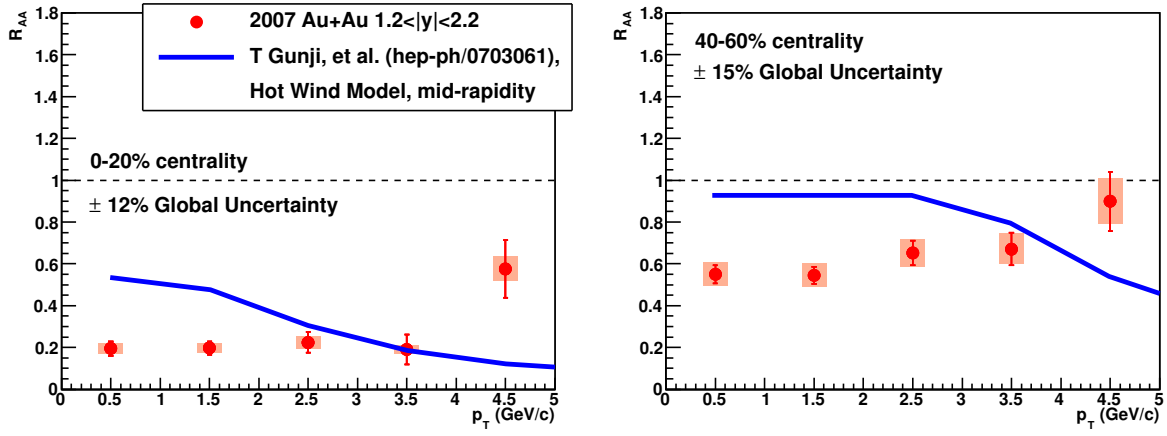 R_AA
1.8
1.6
1.4
1.2
1
0.8
0.6
0.4
0.2
0
2007 Au+Au 1.2<|y|<2.2
T Gunji, et al. (hep-ph/0703061),
Hot Wind Model, mid-rapidity
0-20% centrality
± 12% Global Uncertainty
0 0.5 1 1.5 2 2.5 3 3.5 4 4.5 5
p_T (GeV/c)
R_AA
1.8
1.6
1.4
1.2
1
0.8
0.6
0.4
0.2
0
40-60% centrality
± 15% Global Uncertainty
0 0.5 1 1.5 2 2.5 3 3.5 4 4.5 5
p_T (GeV/c)